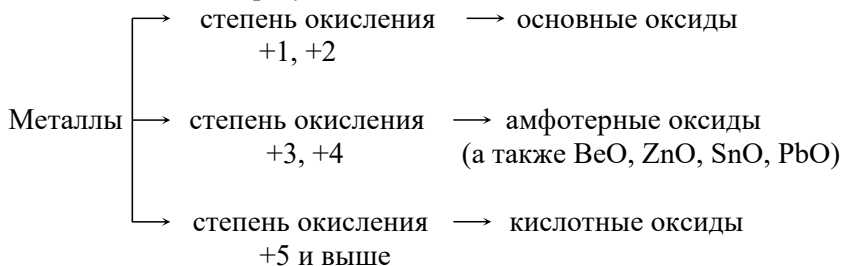 степень окисления → основные оксиды
+1, +2
Металлы → степень окисления → амфотерные оксиды
+3, +4 (а также BeO, ZnO, SnO, PbO)
степень окисления → кислотные оксиды
+5 и выше